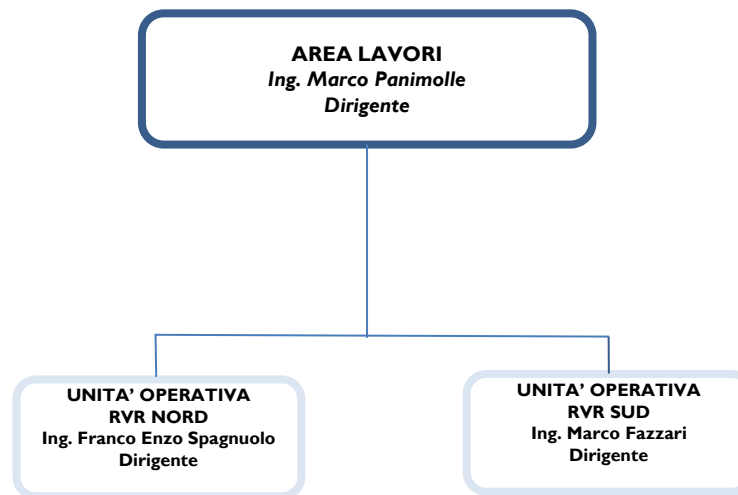 AREA LAVORI
Ing. Marco Panimolle
Dirigente
UNITA’ OPERATIVA
RVR NORD
Ing. Franco Enzo Spagnuolo
Dirigente
UNITA’ OPERATIVA
RVR SUD
Ing. Marco Fazzari
Dirigente